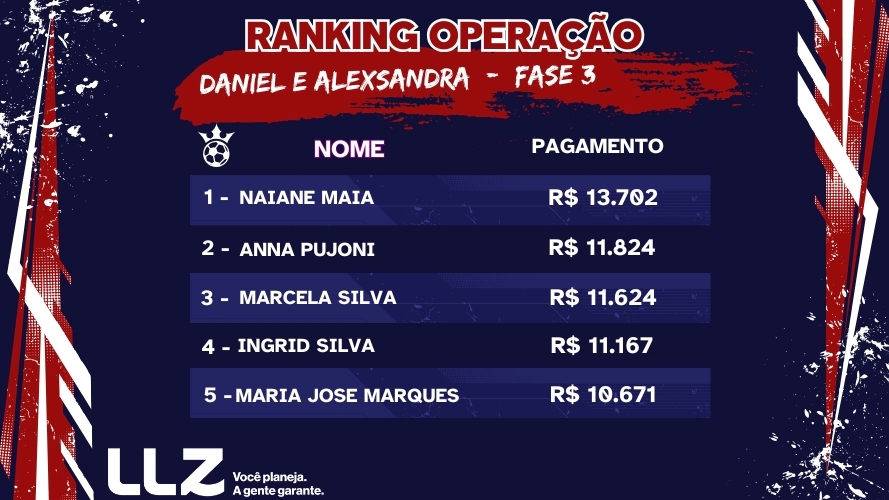 RANKING OPERAÇÃO
DANIEL E ALEXSANDRA - FASE 3
NOME PAGAMENTO
1 - NAIANE MAIA R$ 13.702
2 - ANNA PUJONI R$ 11.824
3 - MARCELA SILVA R$ 11.624
4 - INGRID SILVA R$ 11.167
5 -MARIA JOSE MARQUES R$ 10.671
LLZ
Você planeja.
A gente garante.